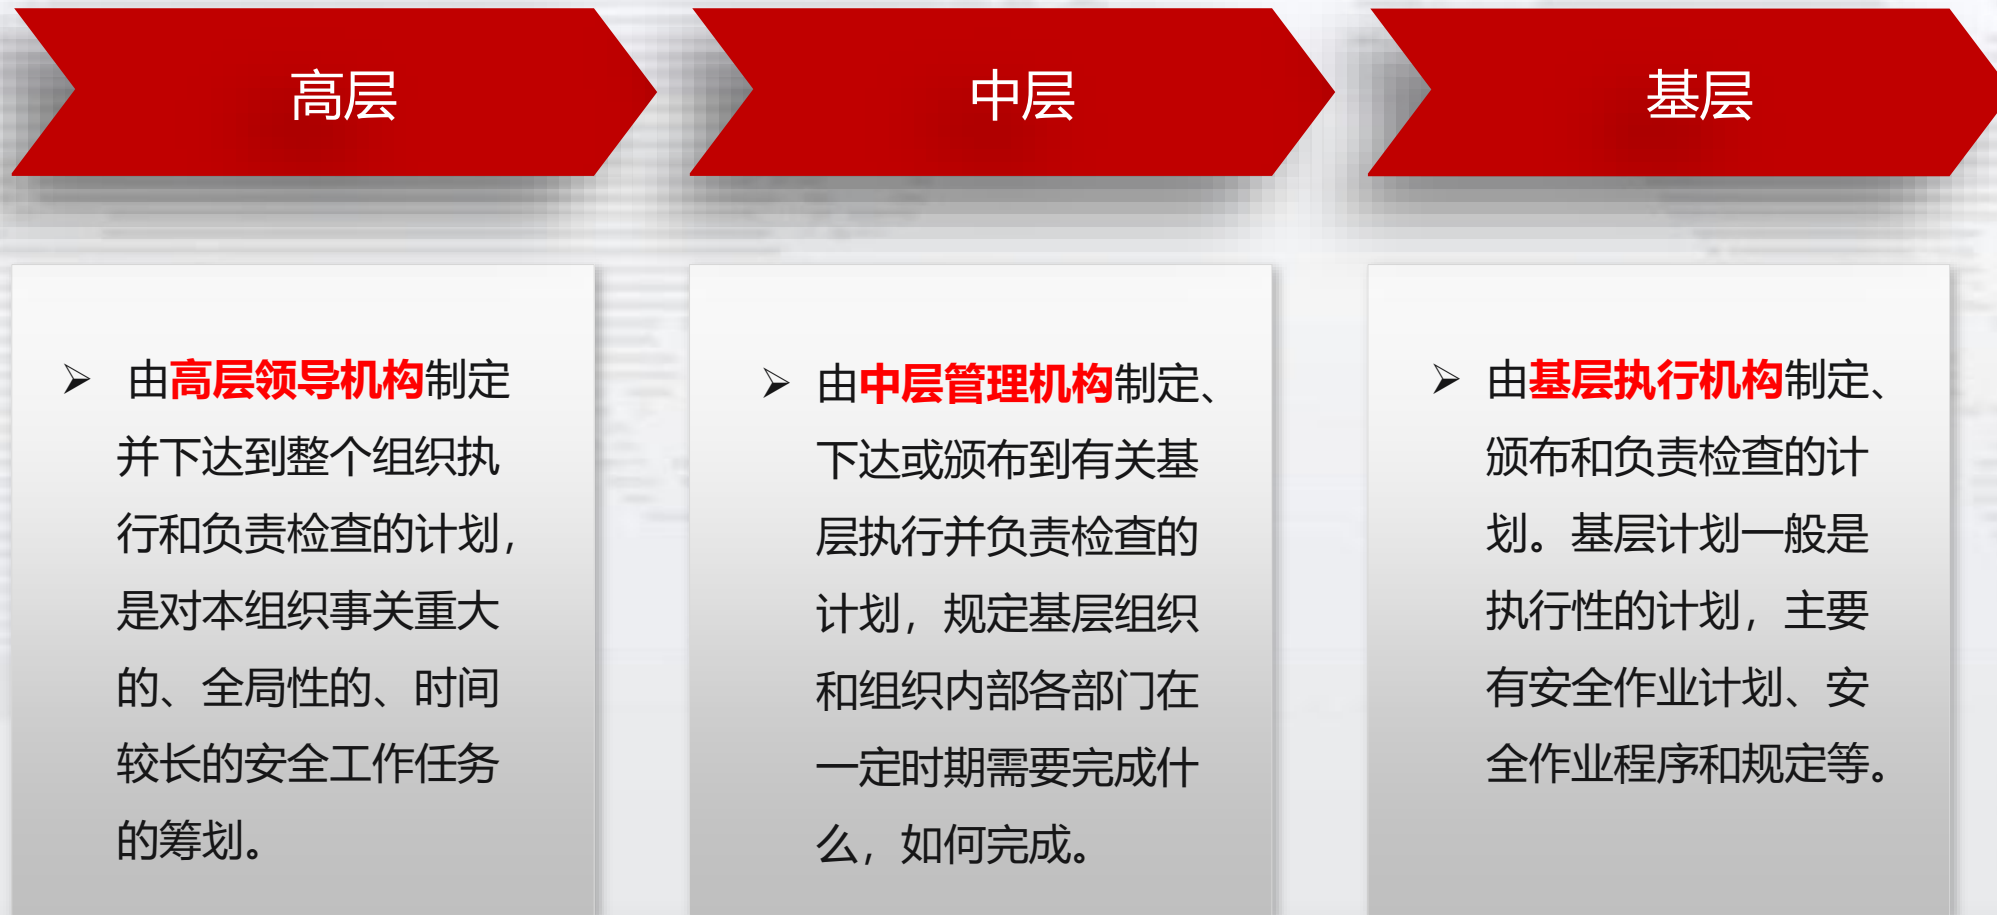 高层
➢ 由高层领导机构制定
并下达到整个组织执
行和负责检查的计划，
是对本组织事关重大
的、全局性的、时间
较长的安全工作任务
的筹划。
中层
➢ 由中层管理机构制定、
下达或颁布到有关基
层执行并负责检查的
计划，规定基层组织
和组织内部各部门在
一定时期需要完成什
么，如何完成。
基层
➢ 由基层执行机构制定、
颁布和负责检查的计
划。基层计划一般是
执行性的计划，主要
有安全作业计划、安
全作业程序和规定等。